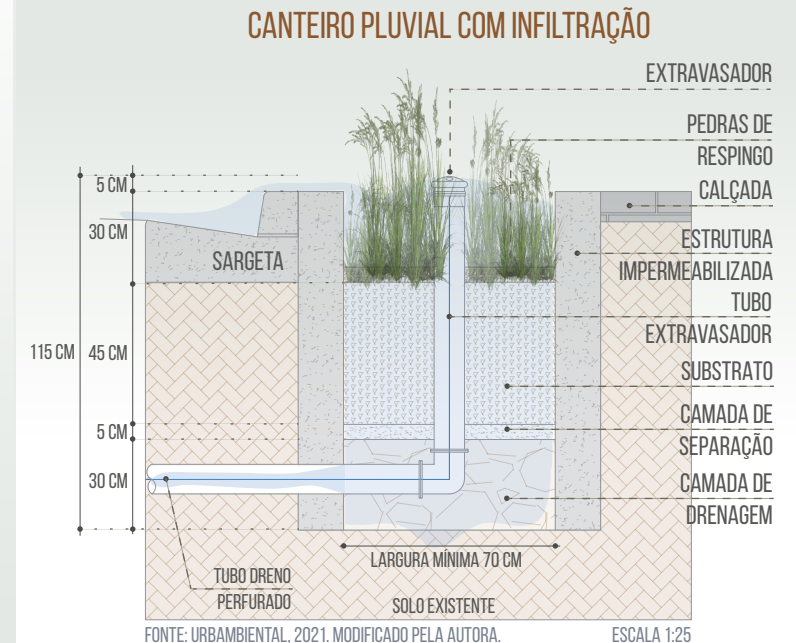 CANTEIRO PLUVIAL COM INFILTRAÇÃO
EXTRAVASADOR
PEDRAS DE
RESPINGO
CALÇADA
ESTRUTURA
IMPERMEABILIZADA
TUBO
EXTRAVASADOR
SUBSTRATO
CAMADA DE
SEPARAÇÃO
CAMADA DE
DRENAGEM
5 CM
30 CM
SARGETA
115 CM
45 CM
5 CM
30 CM
LARGURA MÍNIMA 70 CM
TUBO DRENO
PERFURADO
SOLO EXISTENTE
FONTE: URBAMBIENTAL, 2021. MODIFICADO PELA AUTORA.
ESCALA 1:25